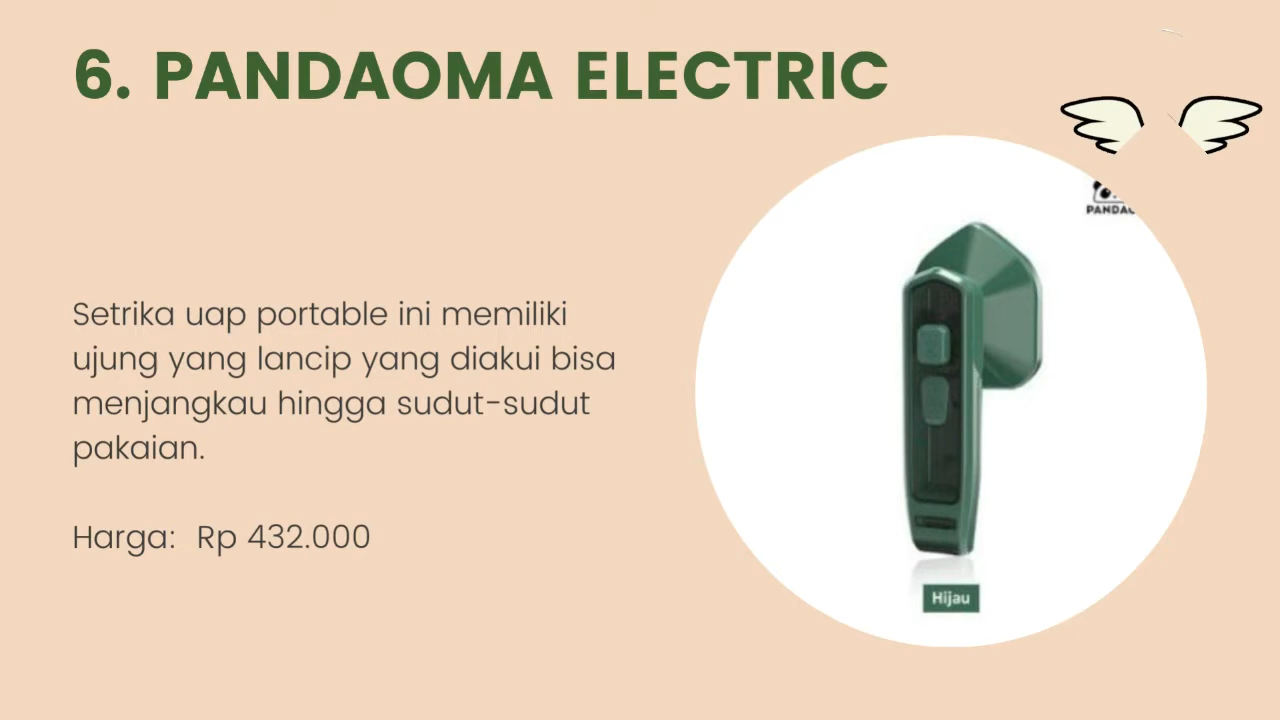 6. PANDAOMA ELECTRIC
Setrika uap portable ini memiliki
ujung yang lancip yang diakui bisa
menjangkau hingga sudut-sudut
pakaian.
Harga: Rp 432.000
Hijau